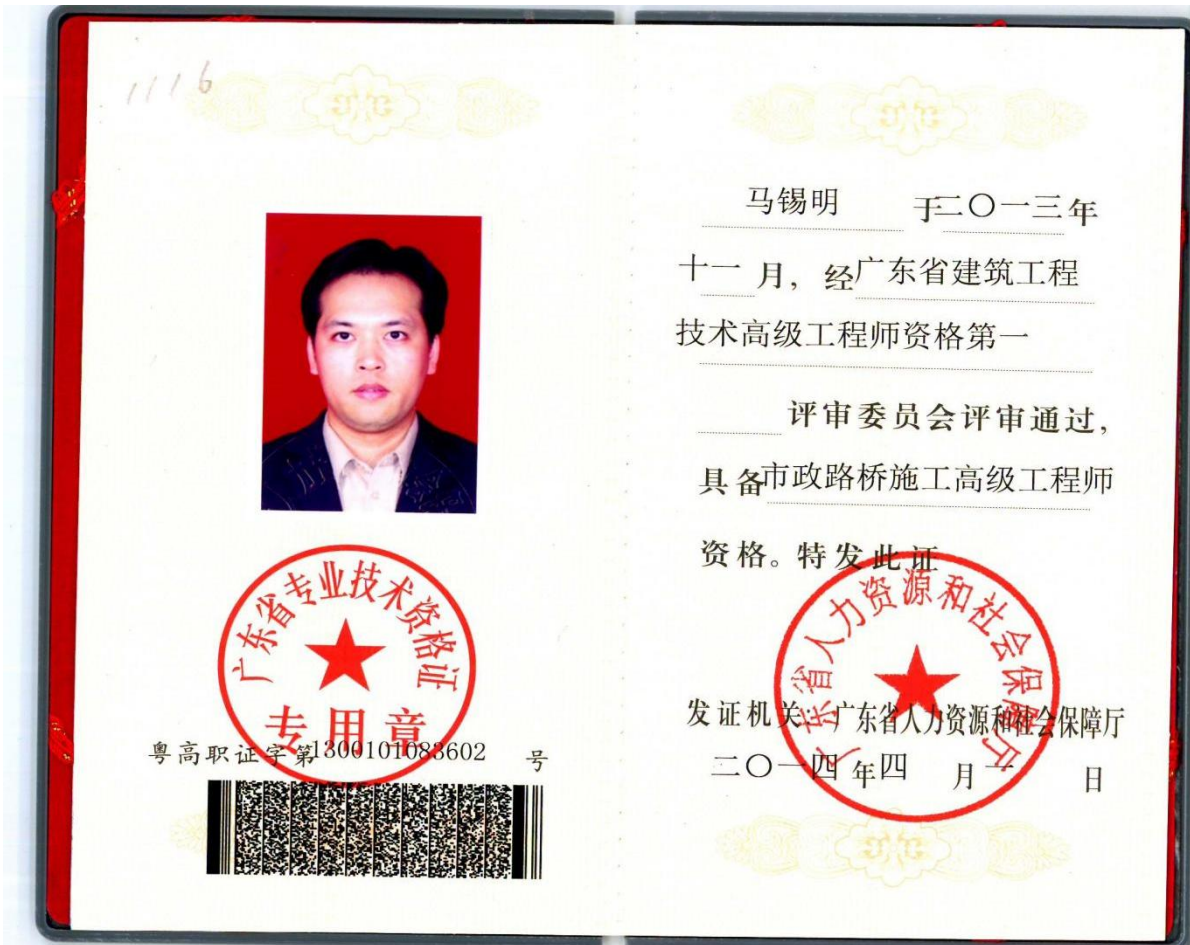 1116
广东省专业技术资格证
专用章
粤高职证字第1300101083602号
马锡明 于二〇一三年
十一月，经广东省建筑工程
技术高级工程师资格第一
评审委员会评审通过，
具备市政路桥施工高级工程师
资格。特发此证
广东省人力资源和社会保障厅
发证机关：广东省人力资源和社会保障厅
二〇一四年四月一日